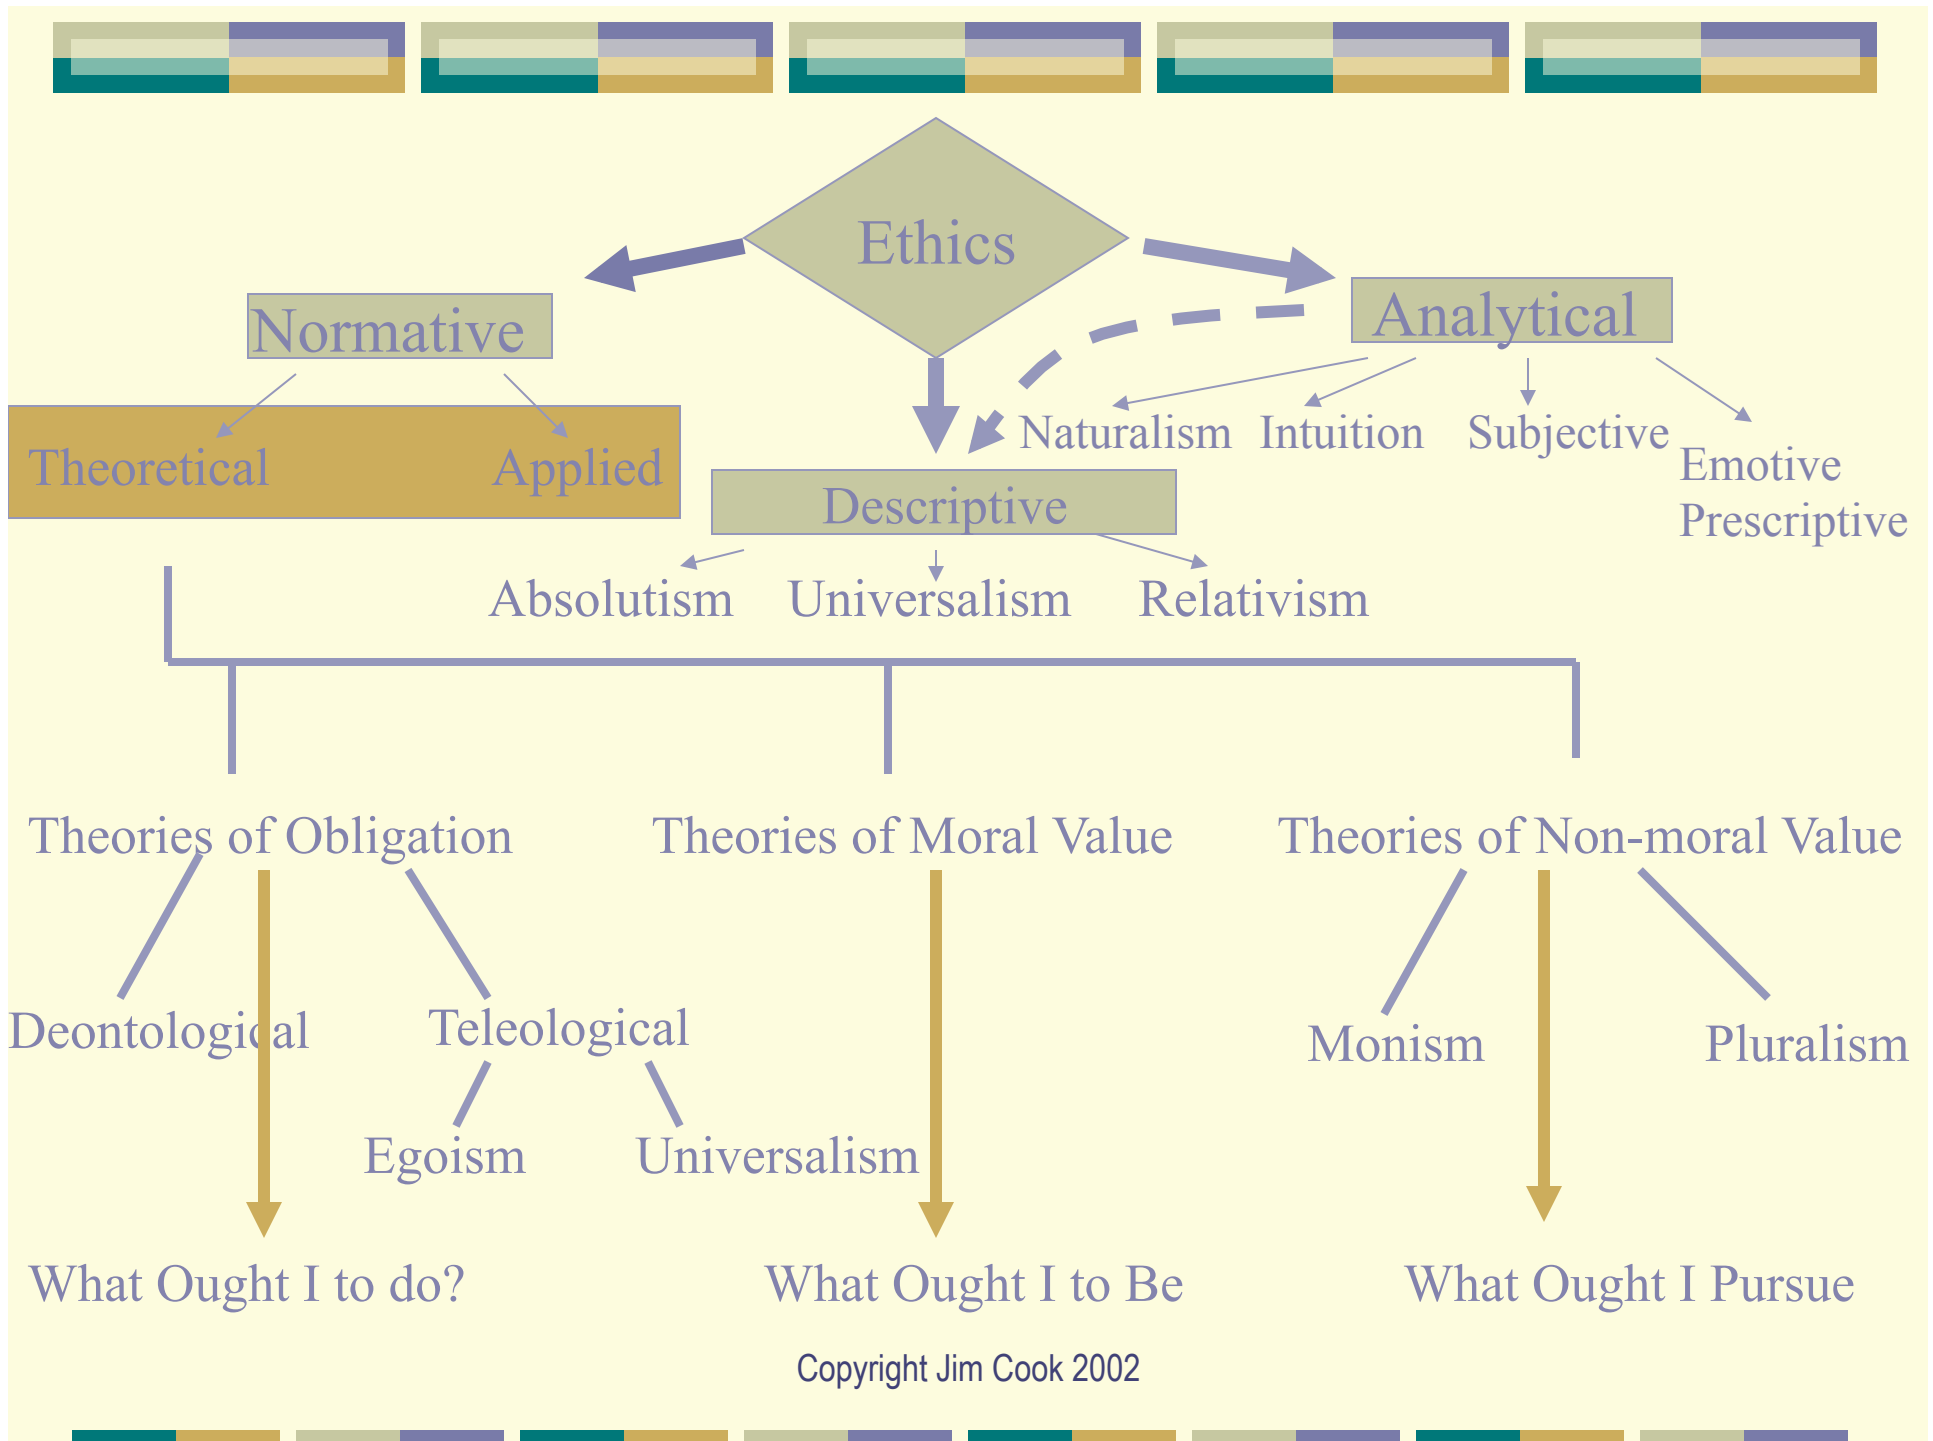 Ethics
Normative
Analytical
Naturalism
Intuition
Subjective
Emotive
Prescriptive
Theoretical
Applied
Descriptive
Absolutism
Universalism
Relativism
Theories of Obligation
Theories of Moral Value
Theories of Non-moral Value
Deontological
Teleological
Monism
Pluralism
Egoism
Universalism
What Ought I to do?
What Ought I to Be
What Ought I Pursue
Copyright Jim Cook 2002